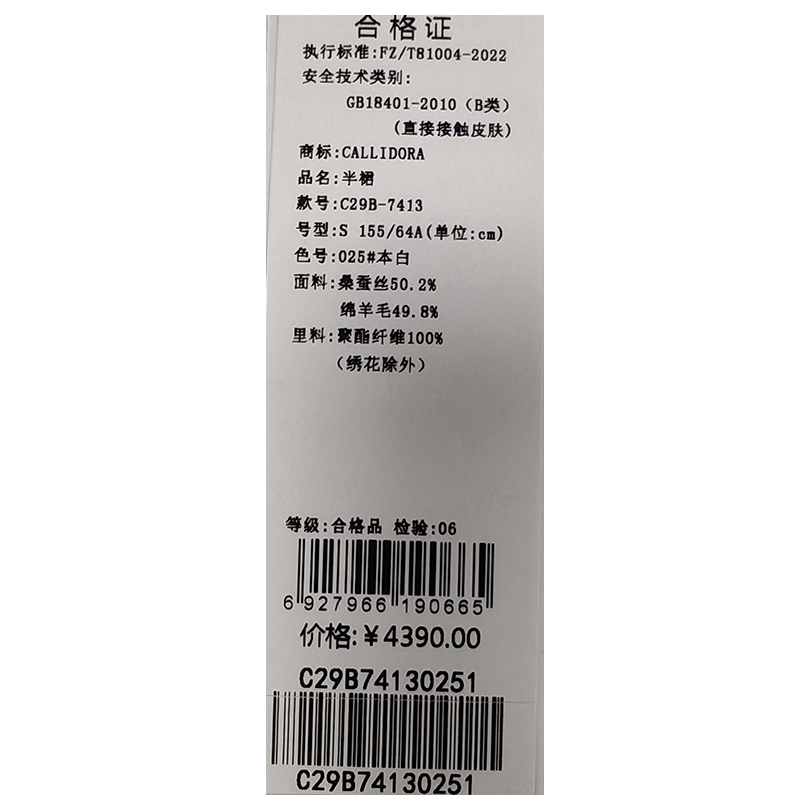 合格证
执行标准:FZ/T81004-2022
安全技术类别:
GB18401-2010（B类）
(直接接触皮肤)
商标:CALLIDORA
品名:半裙
款号:C29B-7413
号型:S 155/64A(单位:cm)
色号:025#本白
面料:桑蚕丝50.2%
绵羊毛49.8%
里料:聚酯纤维100%
（绣花除外）
等级:合格品 检验:06
6 927966 190665
价格:￥4390.00
C29B74130251
C29B74130251